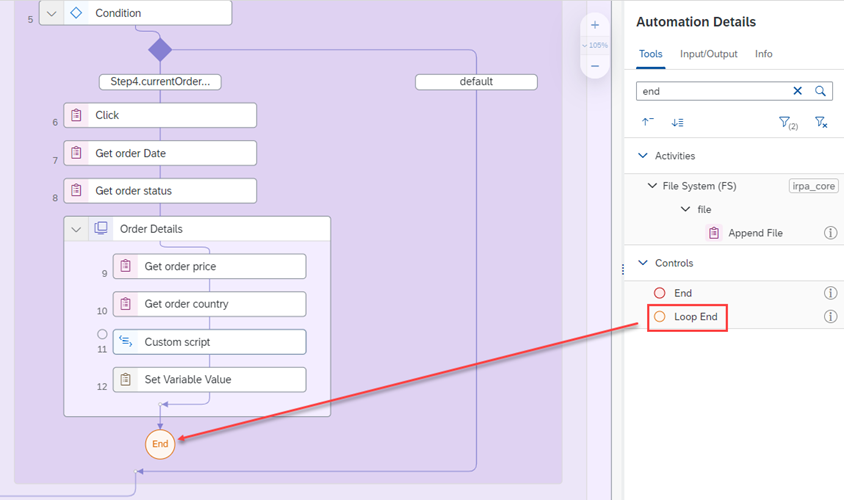 5
Condition
Step4.currentOrder...
default
6
Click
7
Get order Date
8
Get order status
Order Details
9
Get order price
10
Get order country
11
Custom script
12
Set Variable Value
End
+
105%
−
Automation Details
Tools Input/Output Info
end
(2)
Activities
File System (FS) irpa_core
file
Append File
Controls
End
Loop End